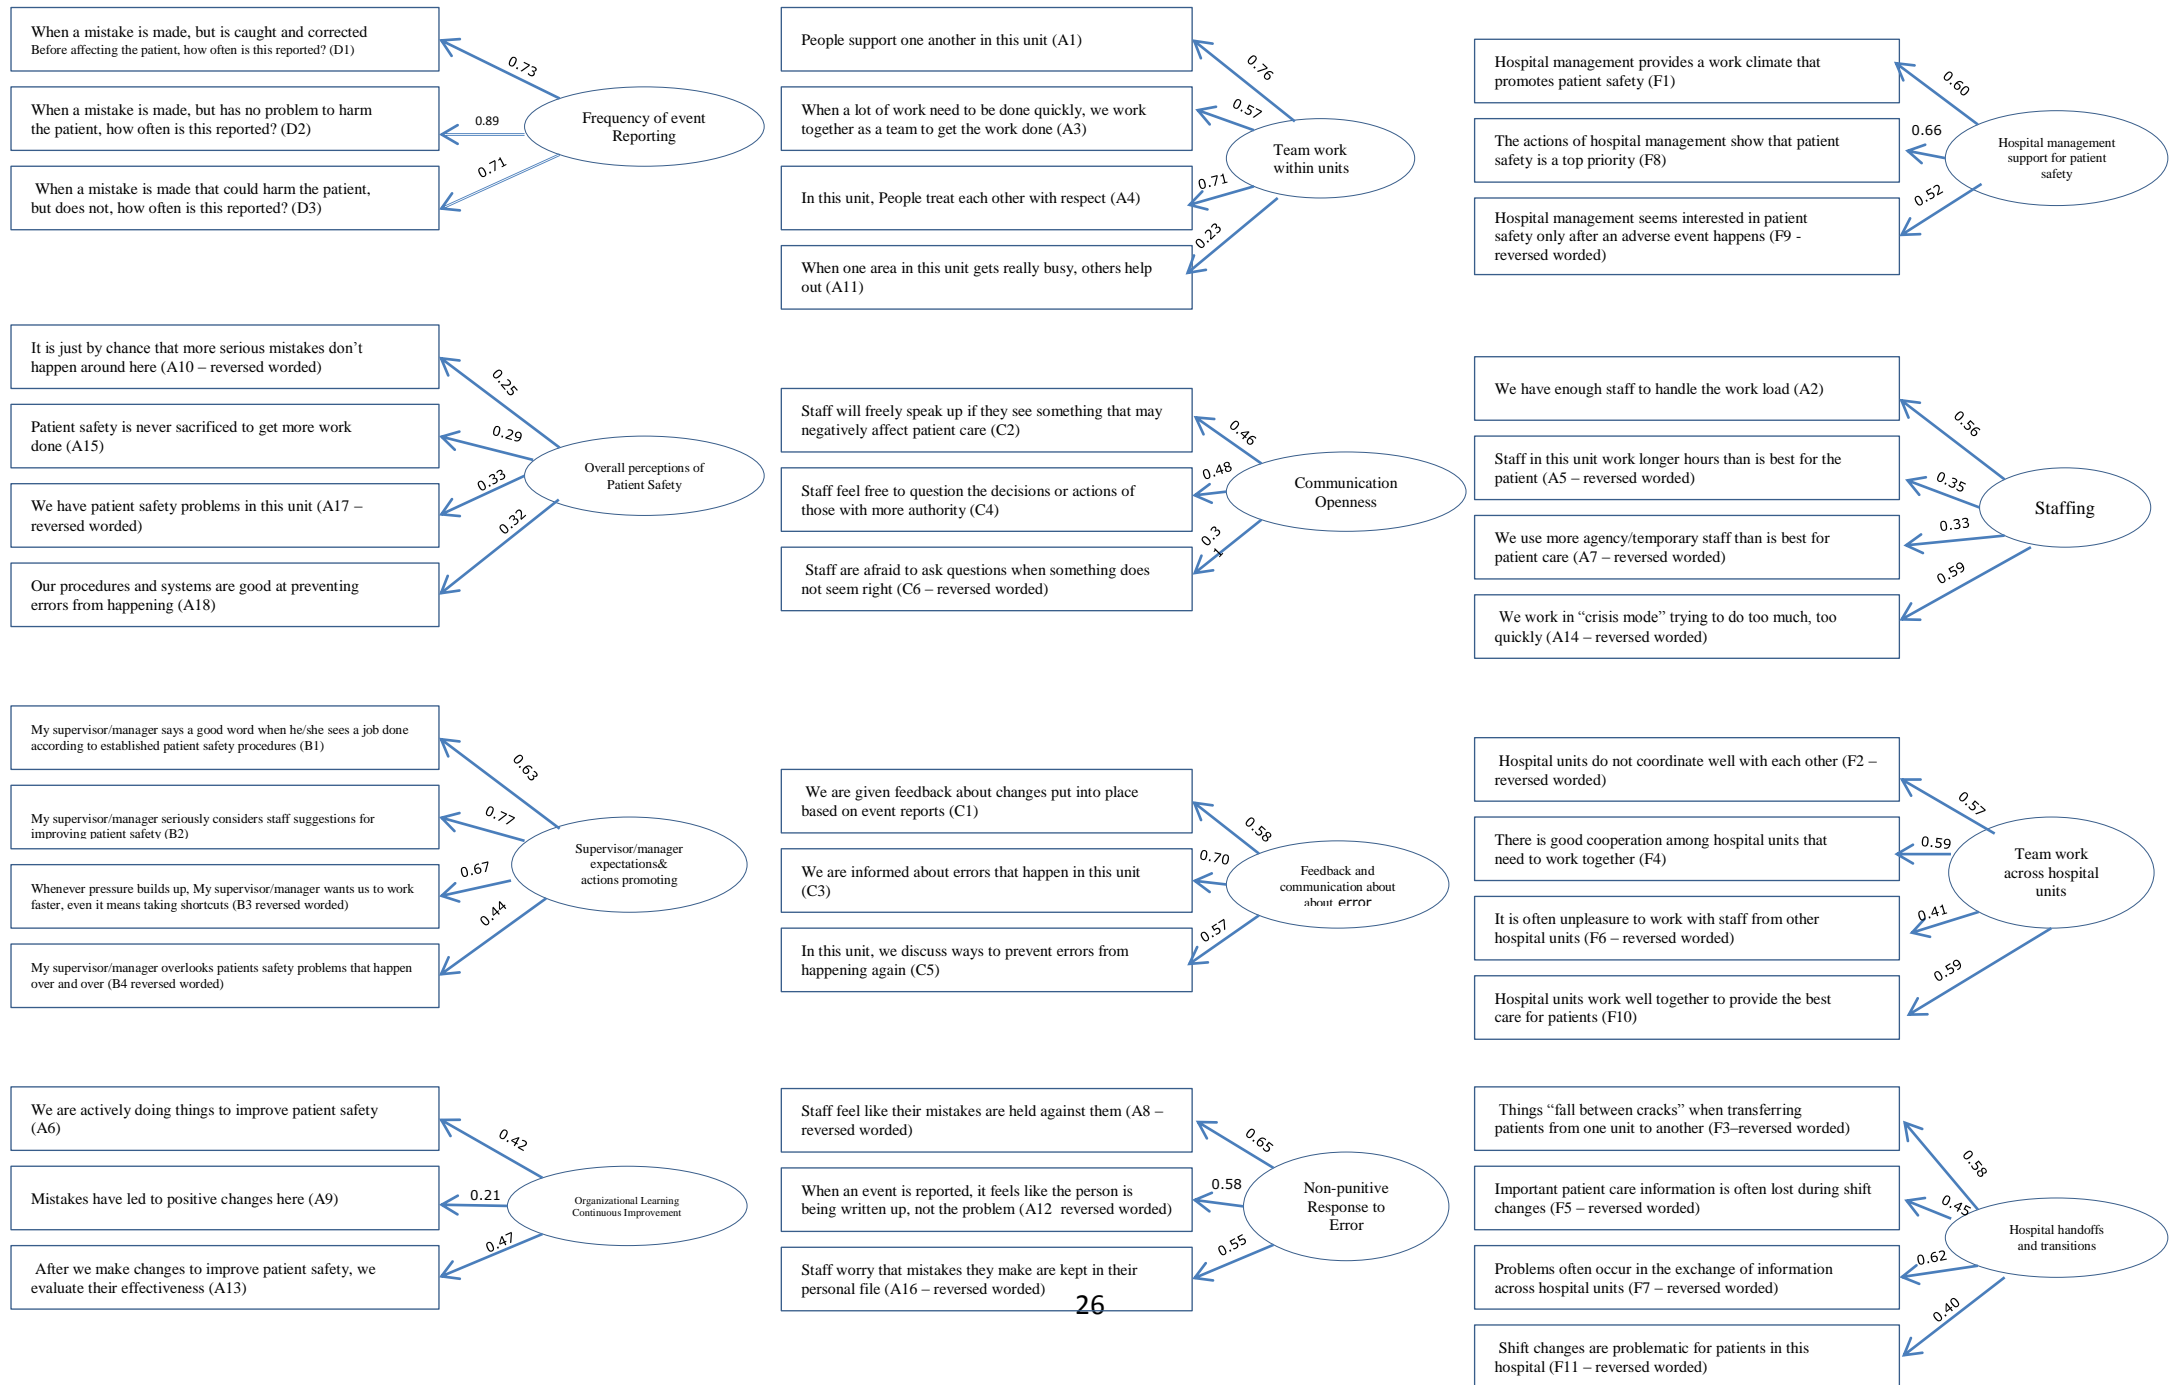 When a mistake is made, but is caught and corrected
Before affecting the patient, how often is this reported? (D1)
When a mistake is made, but has no problem to harm
the patient, how often is this reported? (D2)
When a mistake is made that could harm the patient,
but does not, how often is this reported? (D3)
0.73
0.89
0.71
Frequency of event
Reporting
People support one another in this unit (A1)
When a lot of work need to be done quickly, we work
together as a team to get the work done (A3)
In this unit, People treat each other with respect (A4)
When one area in this unit gets really busy, others help
out (A11)
0.76
0.57
0.71
0.23
Team work
within units
Hospital management provides a work climate that
promotes patient safety (F1)
The actions of hospital management show that patient
safety is a top priority (F8)
Hospital management seems interested in patient
safety only after an adverse event happens (F9 -
reversed worded)
0.60
0.66
0.52
Hospital management
support for patient
safety
It is just by chance that more serious mistakes don’t
happen around here (A10 – reversed worded)
Patient safety is never sacrificed to get more work
done (A15)
We have patient safety problems in this unit (A17 –
reversed worded)
Our procedures and systems are good at preventing
errors from happening (A18)
0.25
0.29
0.33
0.32
Overall perceptions of
Patient Safety
Staff will freely speak up if they see something that may
negatively affect patient care (C2)
Staff feel free to question the decisions or actions of
those with more authority (C4)
Staff are afraid to ask questions when something does
not seem right (C6 – reversed worded)
0.46
0.48
0.3
1
Communication
Openness
We have enough staff to handle the work load (A2)
Staff in this unit work longer hours than is best for the
patient (A5 – reversed worded)
We use more agency/temporary staff than is best for
patient care (A7 – reversed worded)
We work in “crisis mode” trying to do too much, too
quickly (A14 – reversed worded)
0.56
0.35
0.33
0.59
Staffing
My supervisor/manager says a good word when he/she sees a job done
according to established patient safety procedures (B1)
My supervisor/manager seriously considers staff suggestions for
improving patient safety (B2)
Whenever pressure builds up, My supervisor/manager wants us to work
faster, even it means taking shortcuts (B3 reversed worded)
My supervisor/manager overlooks patients safety problems that happen
over and over (B4 reversed worded)
0.63
0.77
0.67
0.44
Supervisor/manager
expectations&
actions promoting
We are given feedback about changes put into place
based on event reports (C1)
We are informed about errors that happen in this unit
(C3)
In this unit, we discuss ways to prevent errors from
happening again (C5)
0.58
0.70
0.57
Feedback and
communication about
about error
Hospital units do not coordinate well with each other (F2 –
reversed worded)
There is good cooperation among hospital units that
need to work together (F4)
It is often unpleasure to work with staff from other
hospital units (F6 – reversed worded)
Hospital units work well together to provide the best
care for patients (F10)
0.57
0.59
0.41
0.59
Team work
across hospital
units
We are actively doing things to improve patient safety
(A6)
Mistakes have led to positive changes here (A9)
After we make changes to improve patient safety, we
evaluate their effectiveness (A13)
0.42
0.21
0.47
Organizational Learning
Continuous Improvement
Staff feel like their mistakes are held against them (A8 –
reversed worded)
When an event is reported, it feels like the person is
being written up, not the problem (A12  reversed worded)
Staff worry that mistakes they make are kept in their
personal file (A16 – reversed worded)
0.65
0.58
0.55
Non-punitive
Response to
Error
Things “fall between cracks” when transferring
patients from one unit to another (F3–reversed worded)
Important patient care information is often lost during shift
changes (F5 – reversed worded)
Problems often occur in the exchange of information
across hospital units (F7 – reversed worded)
Shift changes are problematic for patients in this
hospital (F11 – reversed worded)
0.58
0.45
0.62
0.40
Hospital handoffs
and transitions
26